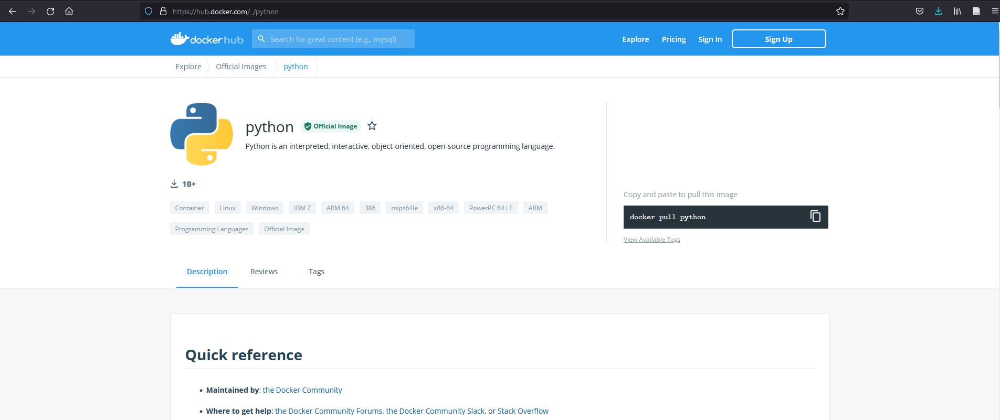 https://hub.docker.com/_/python
docker hub
Search for great content (e.g., mysql)
Explore Pricing Sign In Sign Up
Explore Official Images python
python Official Image
Python is an interpreted, interactive, object-oriented, open-source programming language.
1B+
Container Linux Windows IBM Z ARM 64 386 mips64le x86-64 PowerPC 64 LE ARM
Programming Languages Official Image
Copy and paste to pull this image
docker pull python
View Available Tags
Description Reviews Tags
Quick reference
• Maintained by: the Docker Community
• Where to get help: the Docker Community Forums, the Docker Community Slack, or Stack Overflow